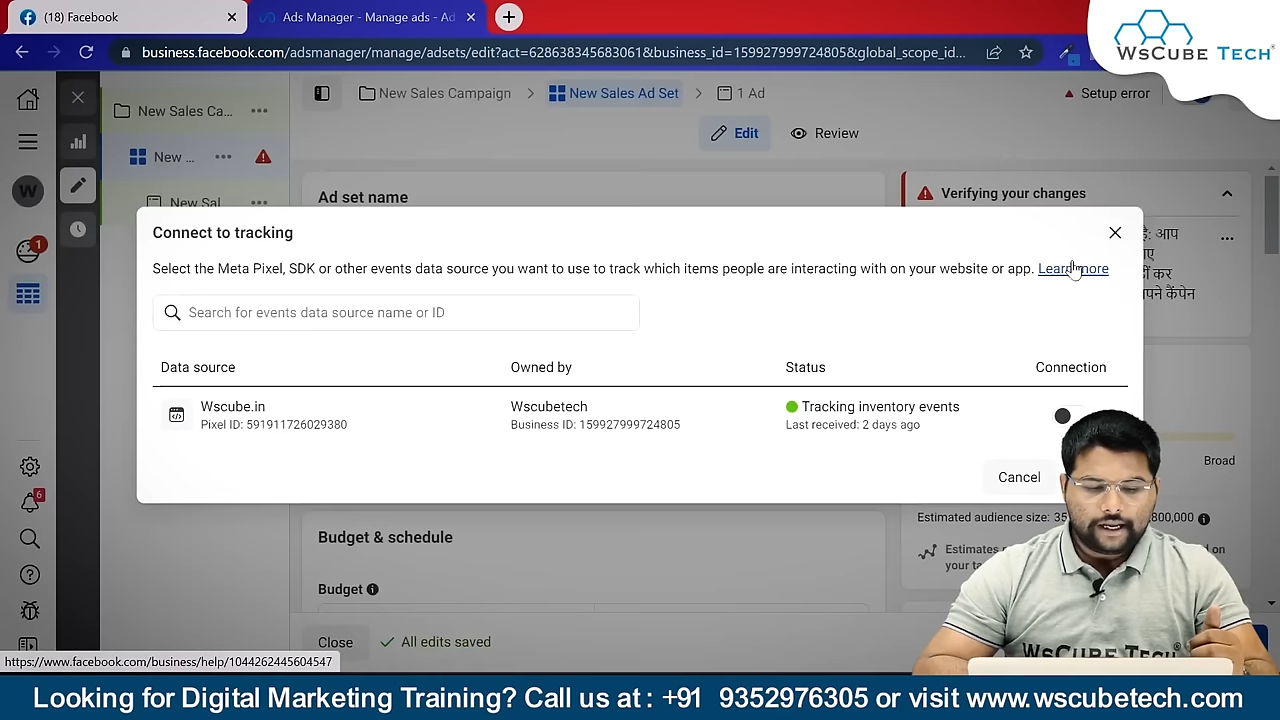 (18) Facebook
Ads Manager - Manage ads - Ad
business.facebook.com/adsmanager/manage/adsets/edit?act=628638345683061&business_id=159927999724805&global_scope_id...
WsCube Tech®
New Sales Ca...
New Sales Campaign > New Sales Ad Set > 1 Ad
Setup error
Edit
Review
New ...
New Sal
W
1
6
Ad set name
Verifying your changes
है: आप
ाए
हीं कर
पने कैंपेन
Connect to tracking
Select the Meta Pixel, SDK or other events data source you want to use to track which items people are interacting with on your website or app. Learn more
Search for events data source name or ID
Data source Owned by Status Connection
Wscube.in Wscubetech Tracking inventory events
Pixel ID: 591911726029380 Business ID: 159927999724805 Last received: 2 days ago
Cancel
Broad
Estimated audience size: 35 800,000
Estimates on
your ta
Budget & schedule
Budget
Close All edits saved
https://www.facebook.com/business/help/1044262445604547
WsCube Tech
Looking for Digital Marketing Training? Call us at : +91 9352976305 or visit www.wscubetech.com